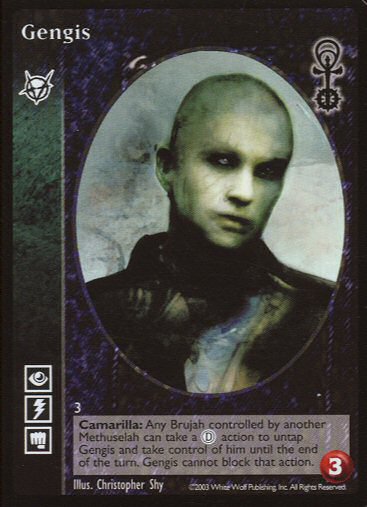 Gengis
3
Camarilla: Any Brujah controlled by another
Methuselah can take a D action to untap
Gengis and take control of him until the end
of the turn. Gengis cannot block that action.
3
Illus. Christopher Shy
©2003 White Wolf Publishing, Inc. All Rights Reserved.